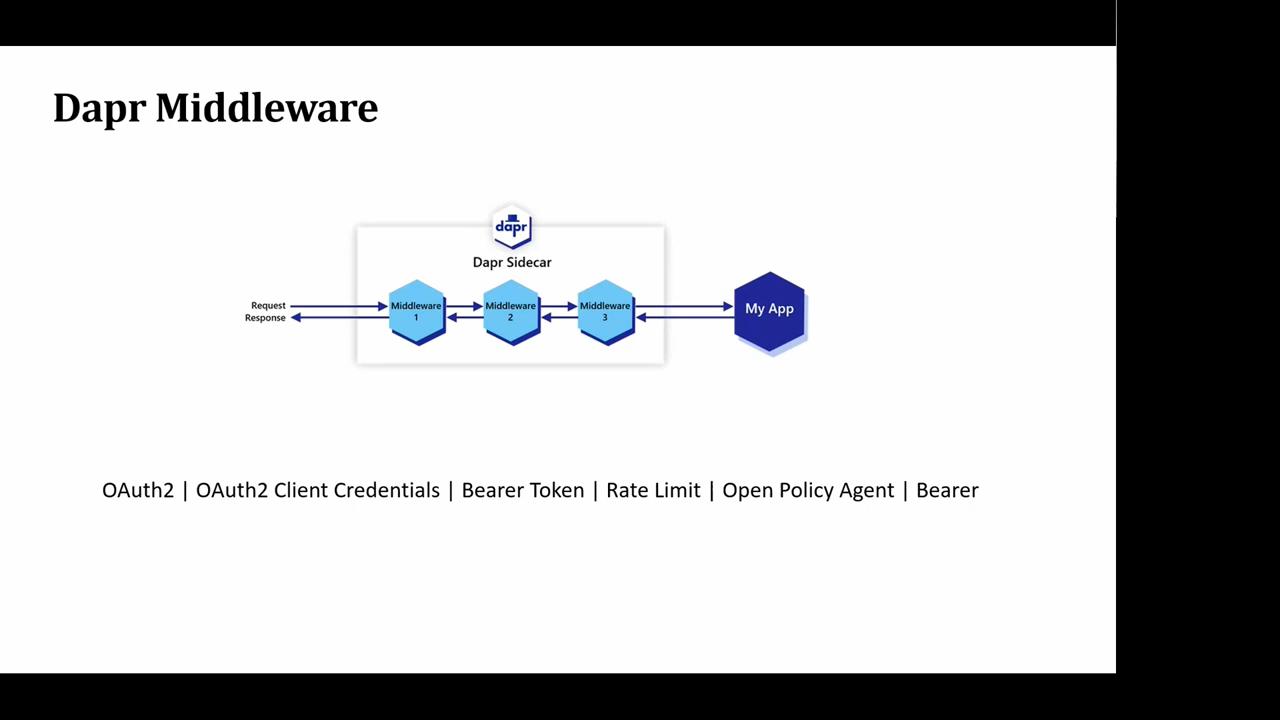 Dapr Middleware
dapr
Dapr Sidecar
Request
Response
Middleware
1
Middleware
2
Middleware
3
My App
OAuth2 | OAuth2 Client Credentials | Bearer Token | Rate Limit | Open Policy Agent | Bearer